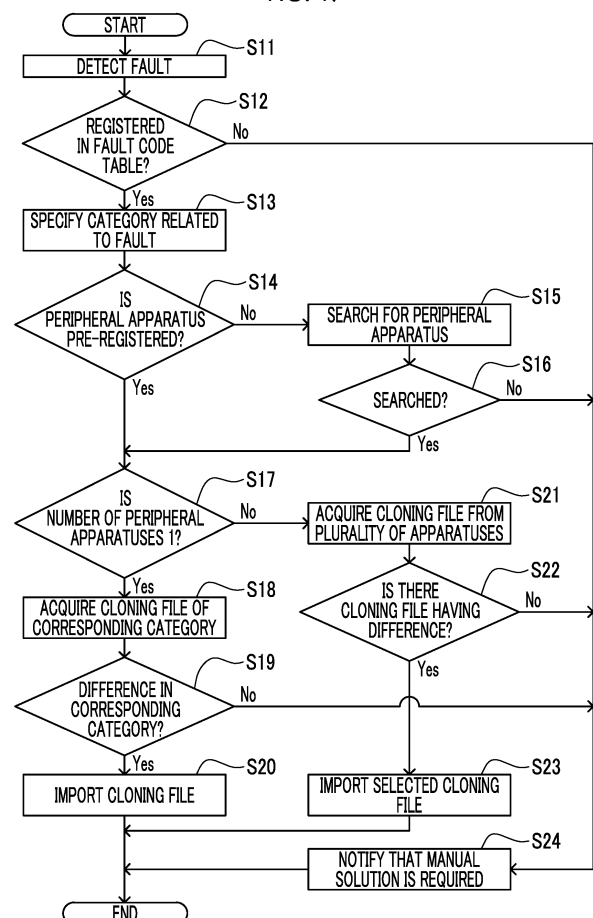 START
S11
DETECT FAULT
S12
REGISTERED
IN FAULT CODE
TABLE?
No
Yes
S13
SPECIFY CATEGORY RELATED
TO FAULT
S14
IS
PERIPHERAL APPARATUS
PRE-REGISTERED?
No
Yes
S15
SEARCH FOR PERIPHERAL
APPARATUS
S16
SEARCHED?
No
Yes
S17
IS
NUMBER OF PERIPHERAL
APPARATUSES 1?
No
Yes
S21
ACQUIRE CLONING FILE FROM
PLURALITY OF APPARATUSES
S18
ACQUIRE CLONING FILE OF
CORRESPONDING CATEGORY
S22
IS THERE
CLONING FILE HAVING
DIFFERENCE?
No
Yes
S19
DIFFERENCE IN
CORRESPONDING
CATEGORY?
No
Yes
S20
IMPORT CLONING FILE
S23
IMPORT SELECTED CLONING
FILE
S24
NOTIFY THAT MANUAL
SOLUTION IS REQUIRED
END